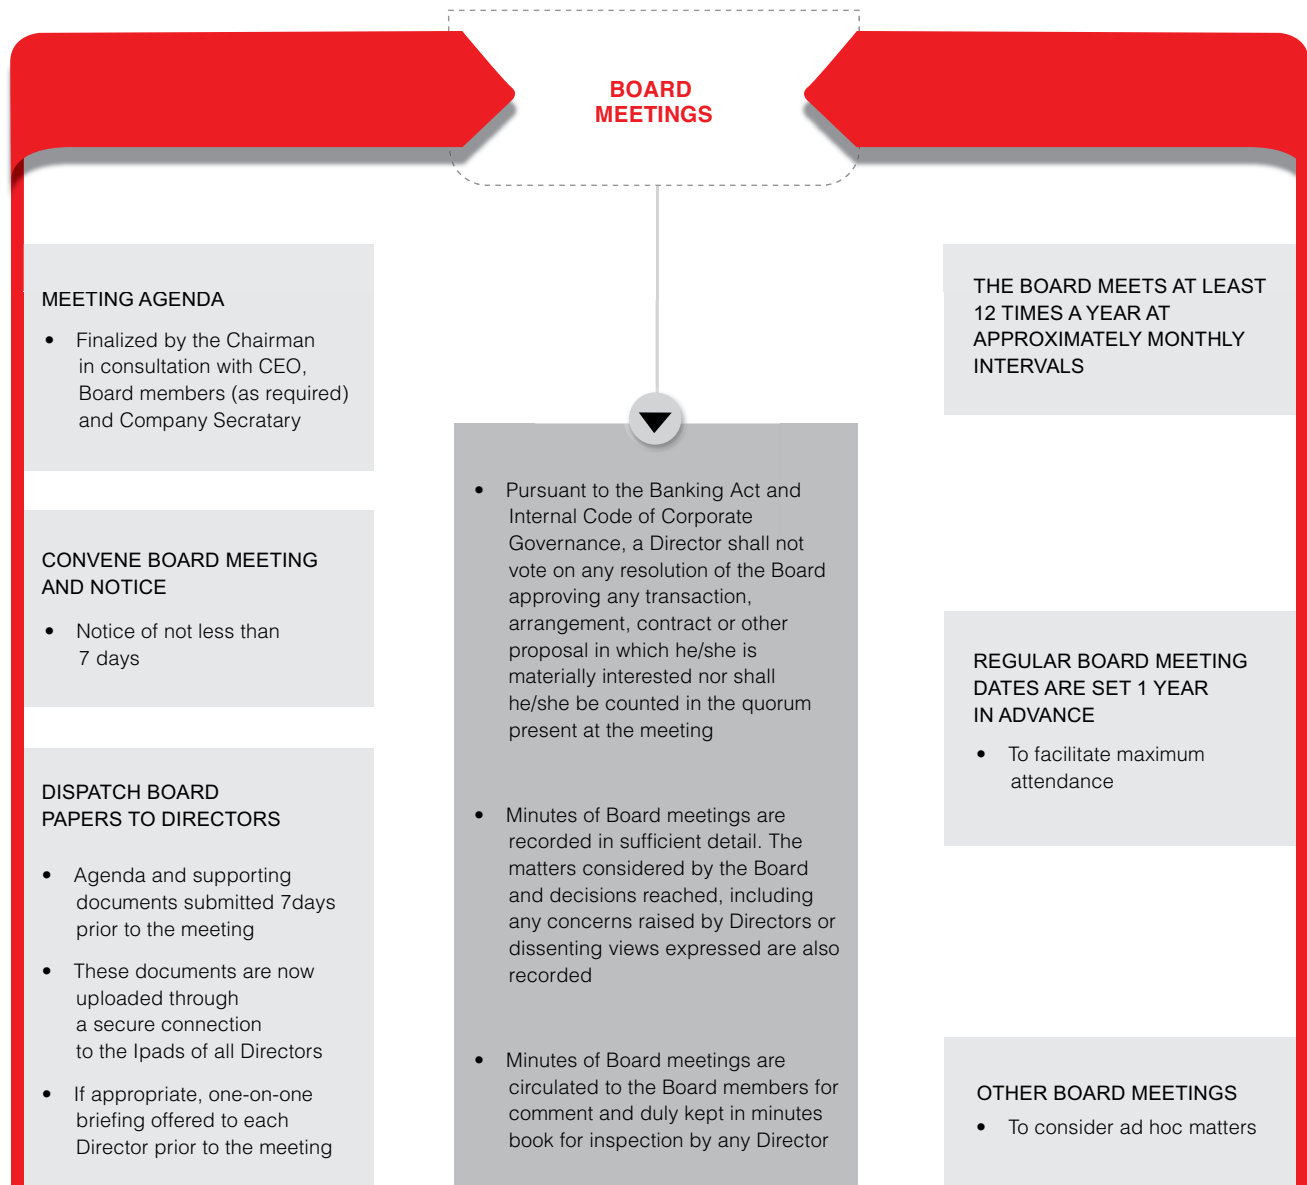 BOARD
MEETINGS
MEETING AGENDA
• Finalized by the Chairman
in consultation with CEO,
Board members (as required)
and Company Secratary
CONVENE BOARD MEETING
AND NOTICE
• Notice of not less than
7 days
DISPATCH BOARD
PAPERS TO DIRECTORS
• Agenda and supporting
documents submitted 7days
prior to the meeting
• These documents are now
uploaded through
a secure connection
to the Ipads of all Directors
• If appropriate, one-on-one
briefing offered to each
Director prior to the meeting
• Pursuant to the Banking Act and
Internal Code of Corporate
Governance, a Director shall not
vote on any resolution of the Board
approving any transaction,
arrangement, contract or other
proposal in which he/she is
materially interested nor shall
he/she be counted in the quorum
present at the meeting
• Minutes of Board meetings are
recorded in sufficient detail. The
matters considered by the Board
and decisions reached, including
any concerns raised by Directors or
dissenting views expressed are also
recorded
• Minutes of Board meetings are
circulated to the Board members for
comment and duly kept in minutes
book for inspection by any Director
THE BOARD MEETS AT LEAST
12 TIMES A YEAR AT
APPROXIMATELY MONTHLY
INTERVALS
REGULAR BOARD MEETING
DATES ARE SET 1 YEAR
IN ADVANCE
• To facilitate maximum
attendance
OTHER BOARD MEETINGS
• To consider ad hoc matters